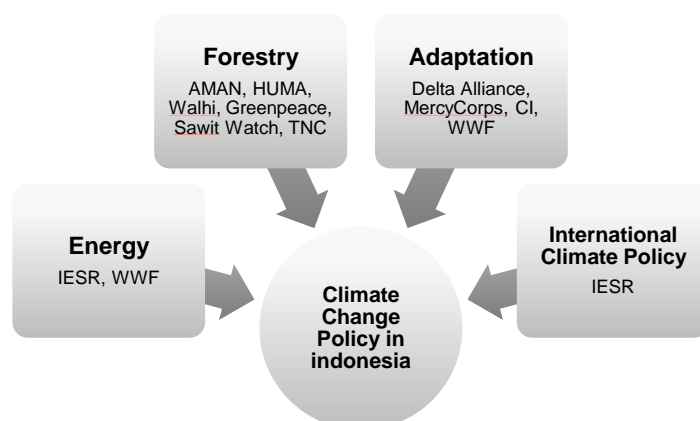 Forestry
AMAN, HUMA,
Walhi, Greenpeace,
Sawit Watch, TNC
Adaptation
Delta Alliance,
MercyCorps, CI,
WWF
Energy
IESR, WWF
International
Climate Policy
IESR
Climate
Change
Policy in
indonesia